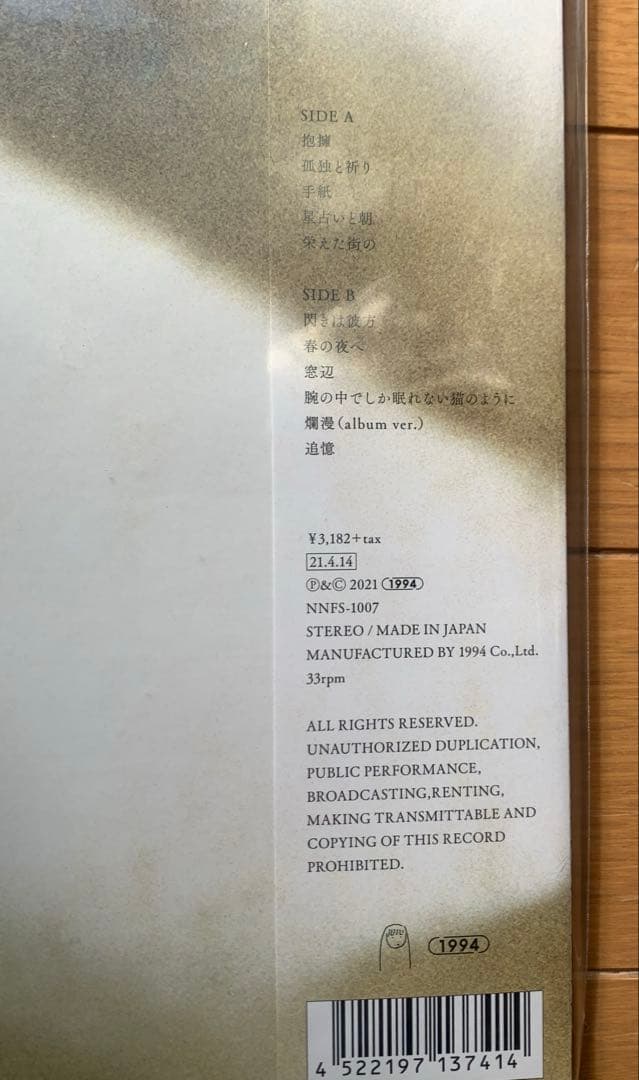 SIDE A
抱擁
孤独と祈り
手紙
星占いと朝
栄えた街の
SIDE B
閃きは彼方
春の夜へ
窓辺
腕の中でしか眠れない猫のように
爛漫(album ver.)
追憶
¥3,182+tax
21.4.14
Ⓟ&Ⓒ 2021 1994
NNFS-1007
STEREO / MADE IN JAPAN
MANUFACTURED BY 1994 Co.,Ltd.
33rpm
ALL RIGHTS RESERVED.
UNAUTHORIZED DUPLICATION,
PUBLIC PERFORMANCE,
BROADCASTING,RENTING,
MAKING TRANSMITTABLE AND
COPYING OF THIS RECORD
PROHIBITED.
1994
4 522197 137414